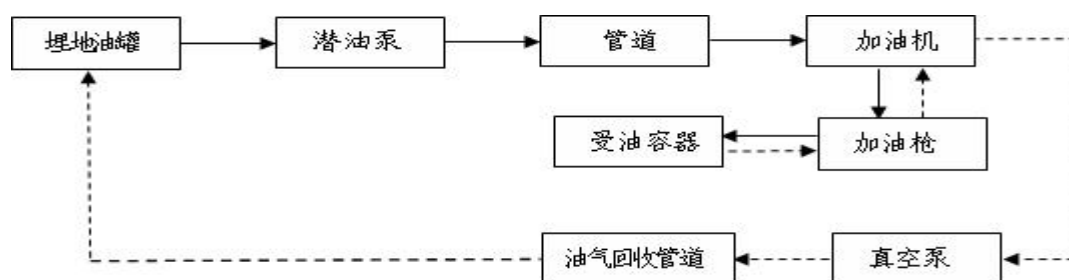 埋地油罐
潜油泵
管道
加油机
受油容器
加油枪
油气回收管道
真空泵